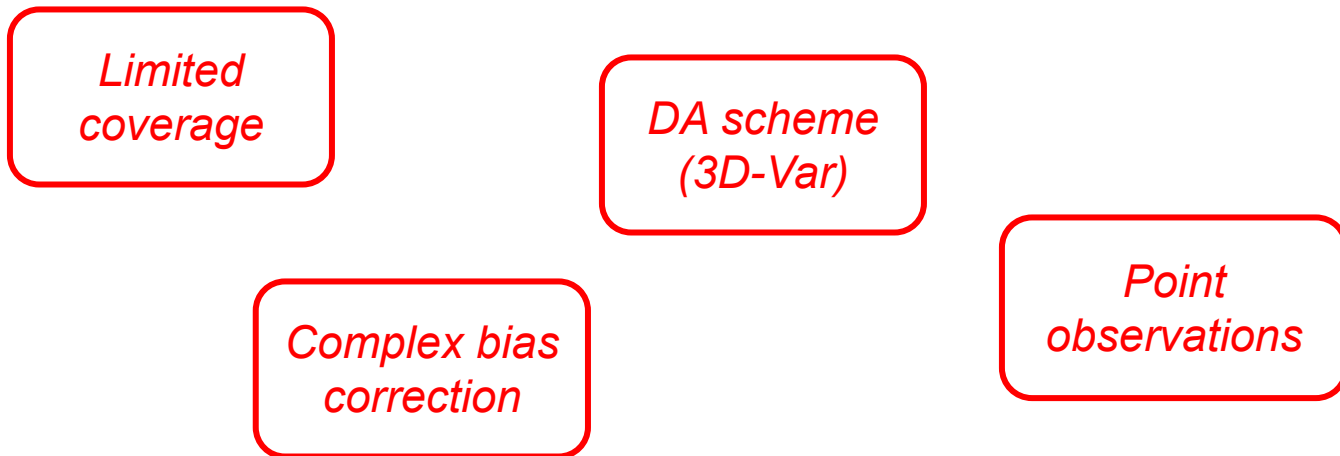 Limited
coverage
DA scheme
(3D-Var)
Point
observations
Complex bias
correction